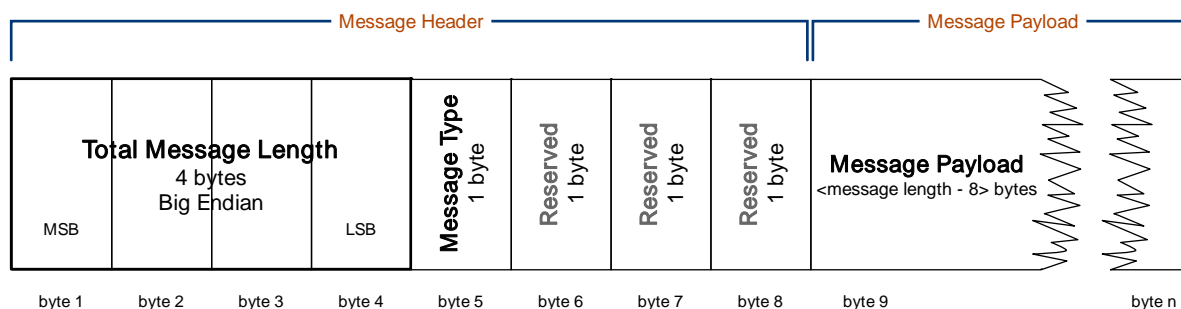 Message Header
Message Payload
Total Message Length
4 bytes
Big Endian
MSB
LSB
Message Type
1 byte
Reserved
1 byte
Reserved
1 byte
Reserved
1 byte
Message Payload
<message length - 8> bytes
byte 1
byte 2
byte 3
byte 4
byte 5
byte 6
byte 7
byte 8
byte 9
byte n